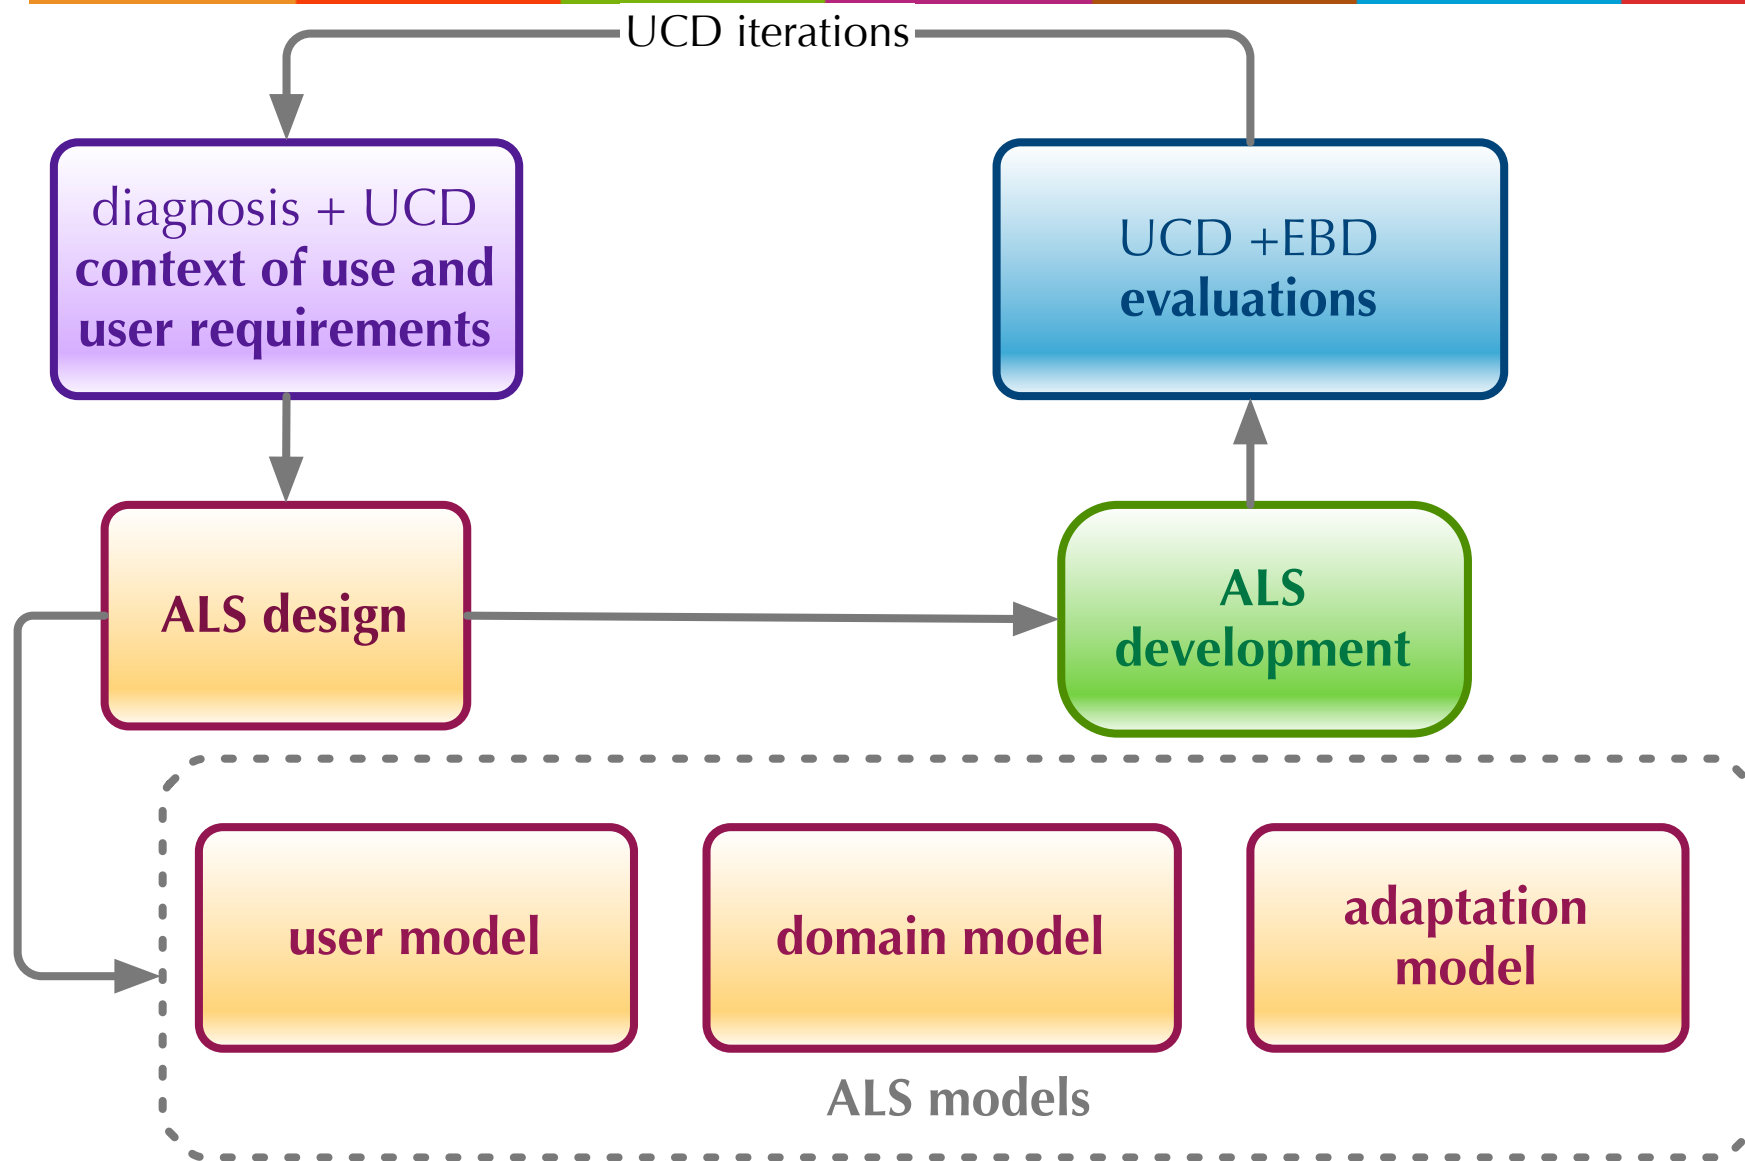 UCD iterations
diagnosis + UCD
context of use and
user requirements
UCD +EBD
evaluations
ALS design
ALS
development
user model
domain model
adaptation
model
ALS models